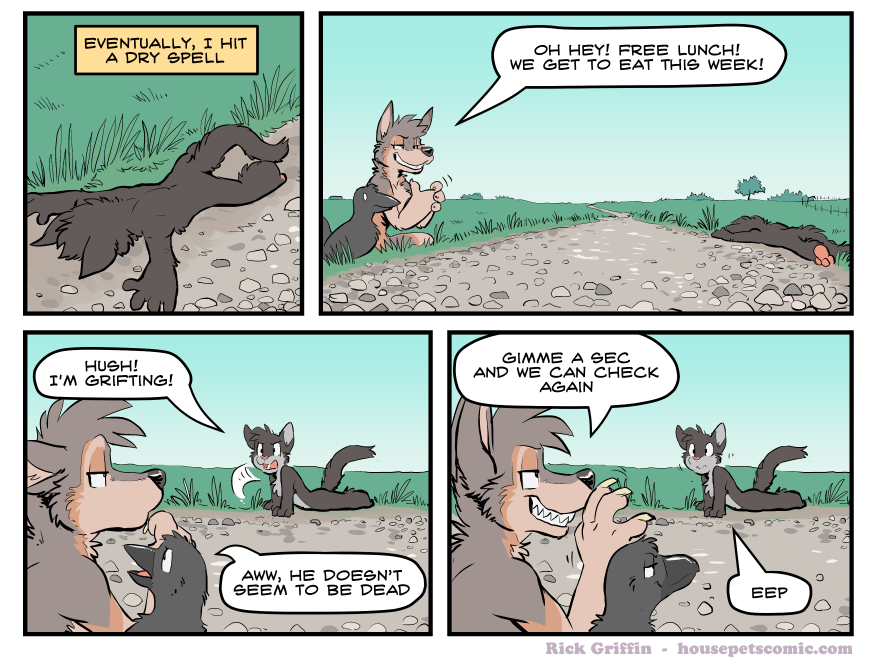 EVENTUALLY, I HIT
A DRY SPELL
OH HEY! FREE LUNCH!
WE GET TO EAT THIS WEEK!
HUSH!
I'M GRIFTING!
AWW, HE DOESN'T
SEEM TO BE DEAD
GIMME A SEC
AND WE CAN CHECK
AGAIN
EEP
Rick Griffin - housepetscomic.com